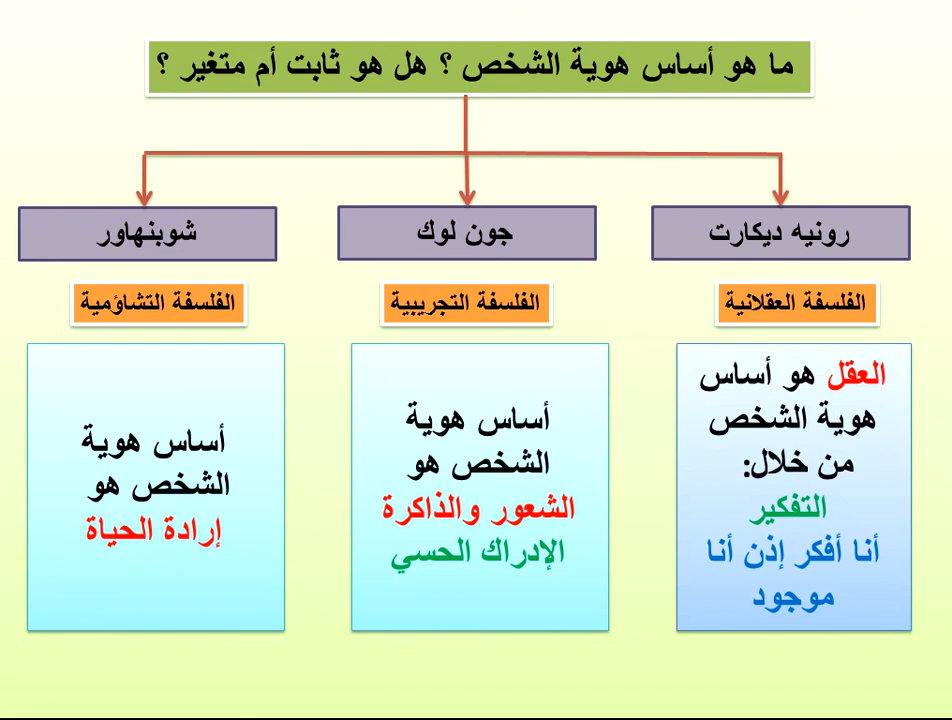 ما هو أساس هوية الشخص ؟ هل هو ثابت أم متغير ؟
رونيه ديكارت
الفلسفة العقلانية
العقل هو أساس
هوية الشخص
من خلال:
التفكير
أنا أفكر إذن أنا
موجود
جون لوك
الفلسفة التجريبية
أساس هوية
الشخص هو
الشعور والذاكرة
الإدراك الحسي
شوبنهاور
الفلسفة التشاؤمية
أساس هوية
الشخص هو
إرادة الحياة